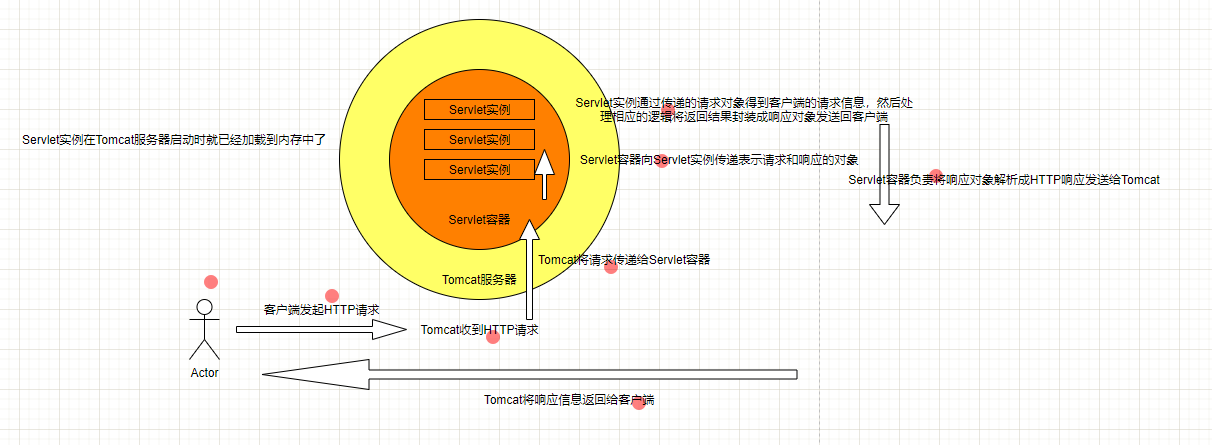 Servlet实例
Servlet实例
Servlet实例
Servlet容器
Tomcat服务器
Servlet实例在Tomcat服务器启动时就已经加载到内存中了
Servlet实例通过传递的请求对象得到客户端的请求信息，然后处
理相应的逻辑将返回结果封装成响应对象发送回客户端
Servlet容器向Servlet实例传递表示请求和响应的对象
Servlet容器负责将响应对象解析成HTTP响应发送给Tomcat
Tomcat将请求传递给Servlet容器
客户端发起HTTP请求
Tomcat收到HTTP请求
Actor
Tomcat将响应信息返回给客户端